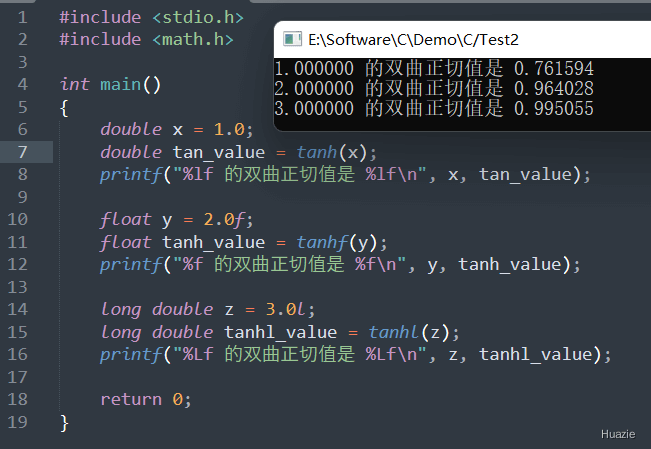 1 #include <stdio.h>
2 #include <math.h>
3
4 int main()
5 {
6     double x = 1.0;
7     double tan_value = tanh(x);
8     printf("%lf 的双曲正切值是 %lf\n", x, tan_value);
9
10     float y = 2.0f;
11     float tanh_value = tanhf(y);
12     printf("%f 的双曲正切值是 %f\n", y, tanh_value);
13
14     long double z = 3.0l;
15     long double tanhl_value = tanhl(z);
16     printf("%Lf 的双曲正切值是 %Lf\n", z, tanhl_value);
17
18     return 0;
19 }
E:\Software\C\Demo\C/Test2
1.000000 的双曲正切值是 0.761594
2.000000 的双曲正切值是 0.964028
3.000000 的双曲正切值是 0.995055
Huazie